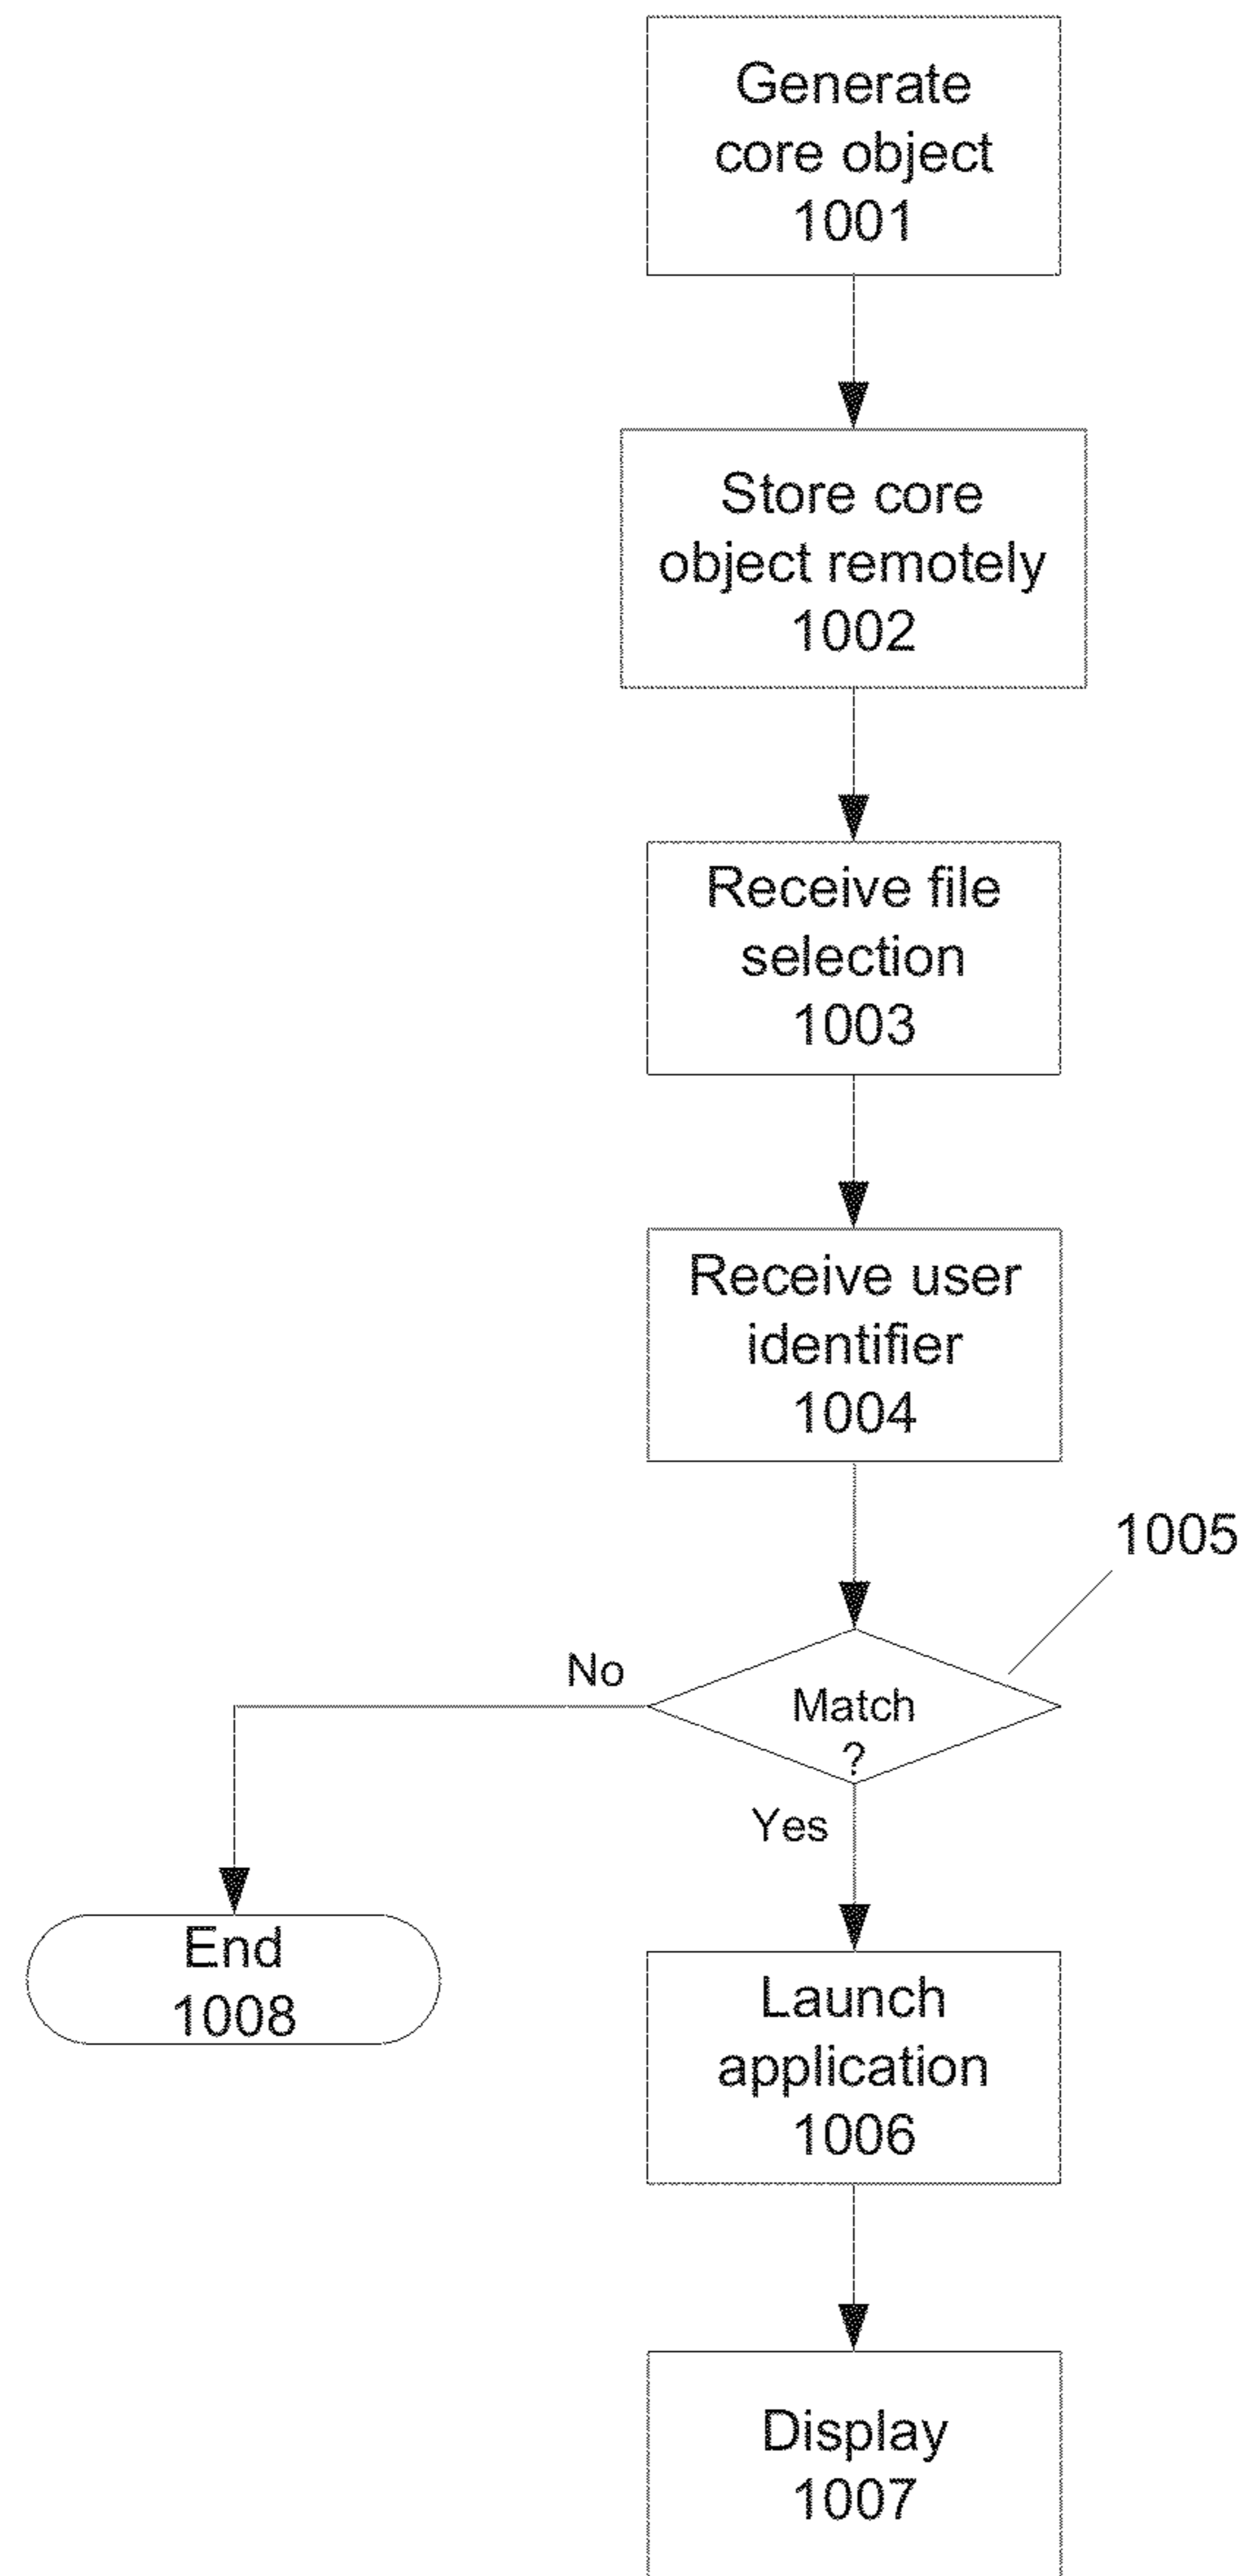 Generate
core object
1001
Store core
object remotely
1002
Receive file
selection
1003
Receive user
identifier
1004
1005
No
Match
?
Yes
End
1008
Launch
application
1006
Display
1007